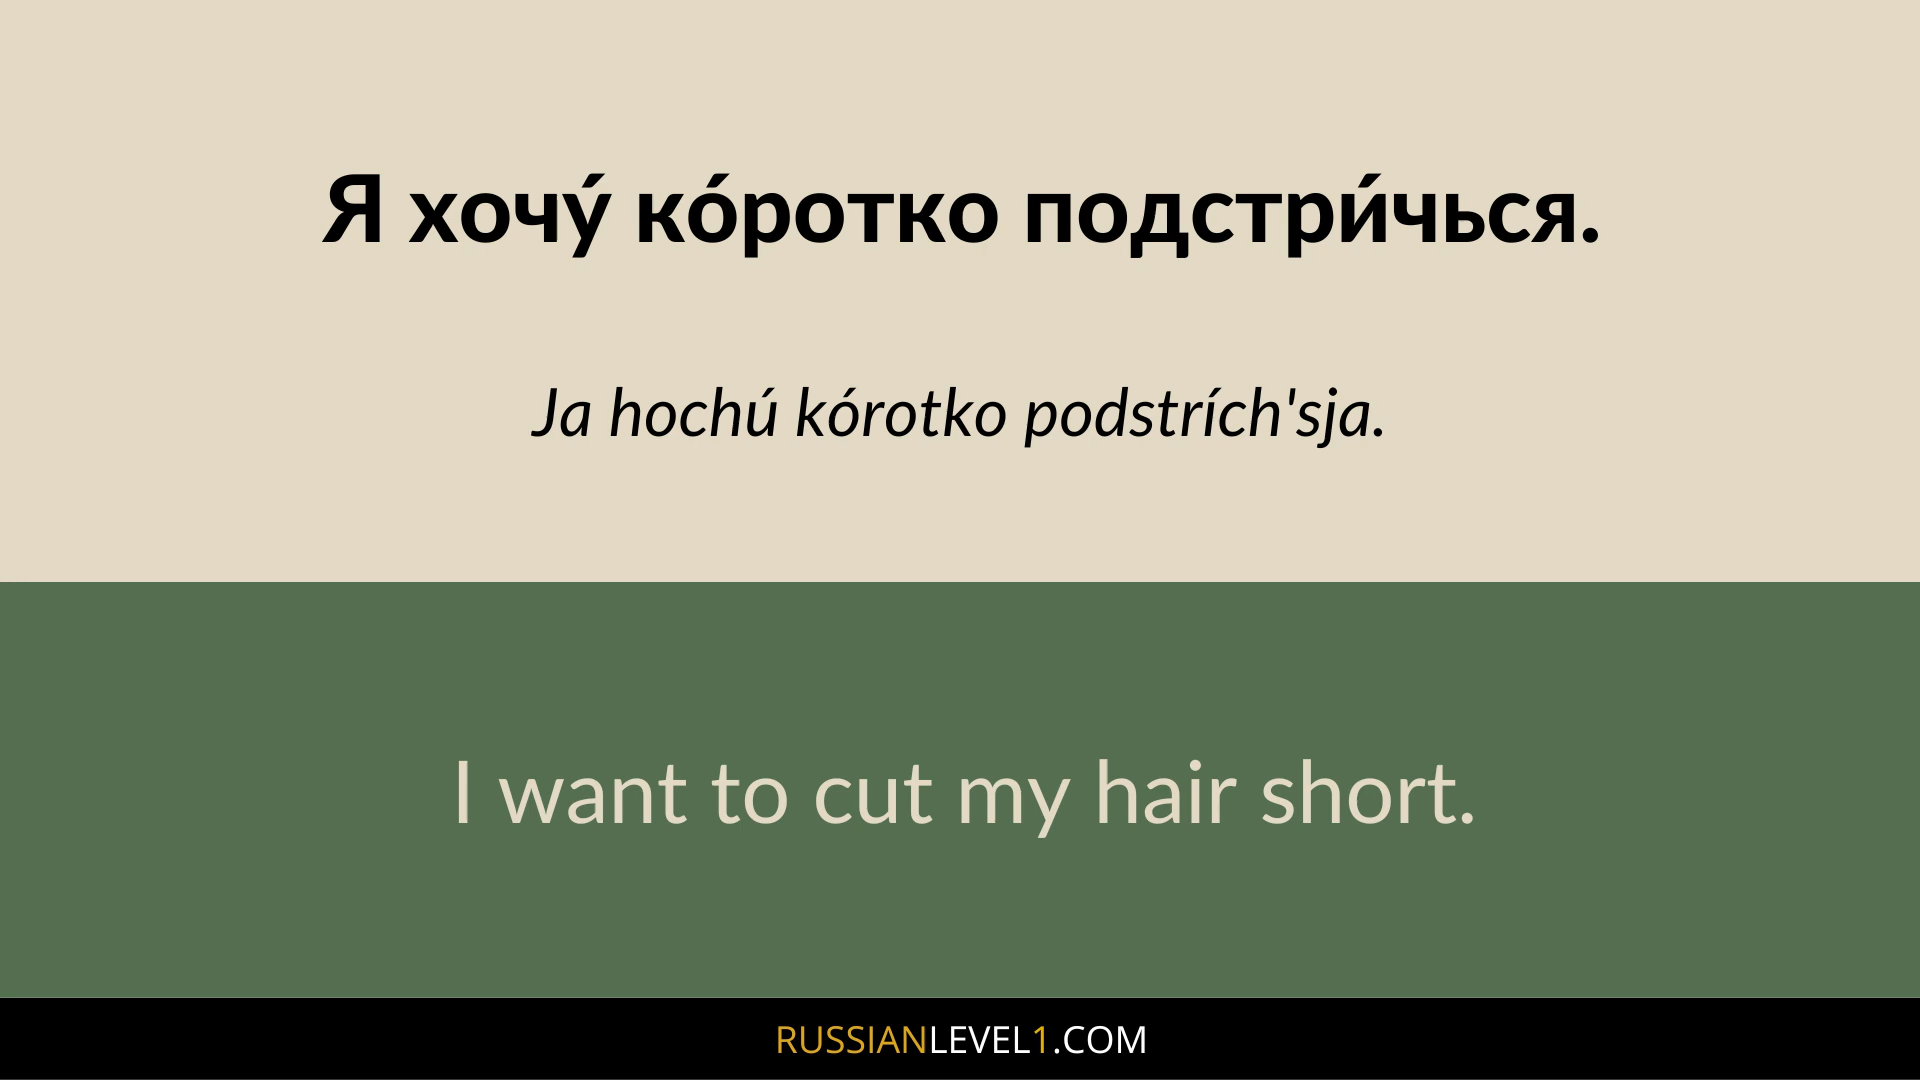 Я хочу́ ко́ротко подстри́чься.
Ja hochú kórotko podstrích'sja.
I want to cut my hair short.
RUSSIANLEVEL1.COM